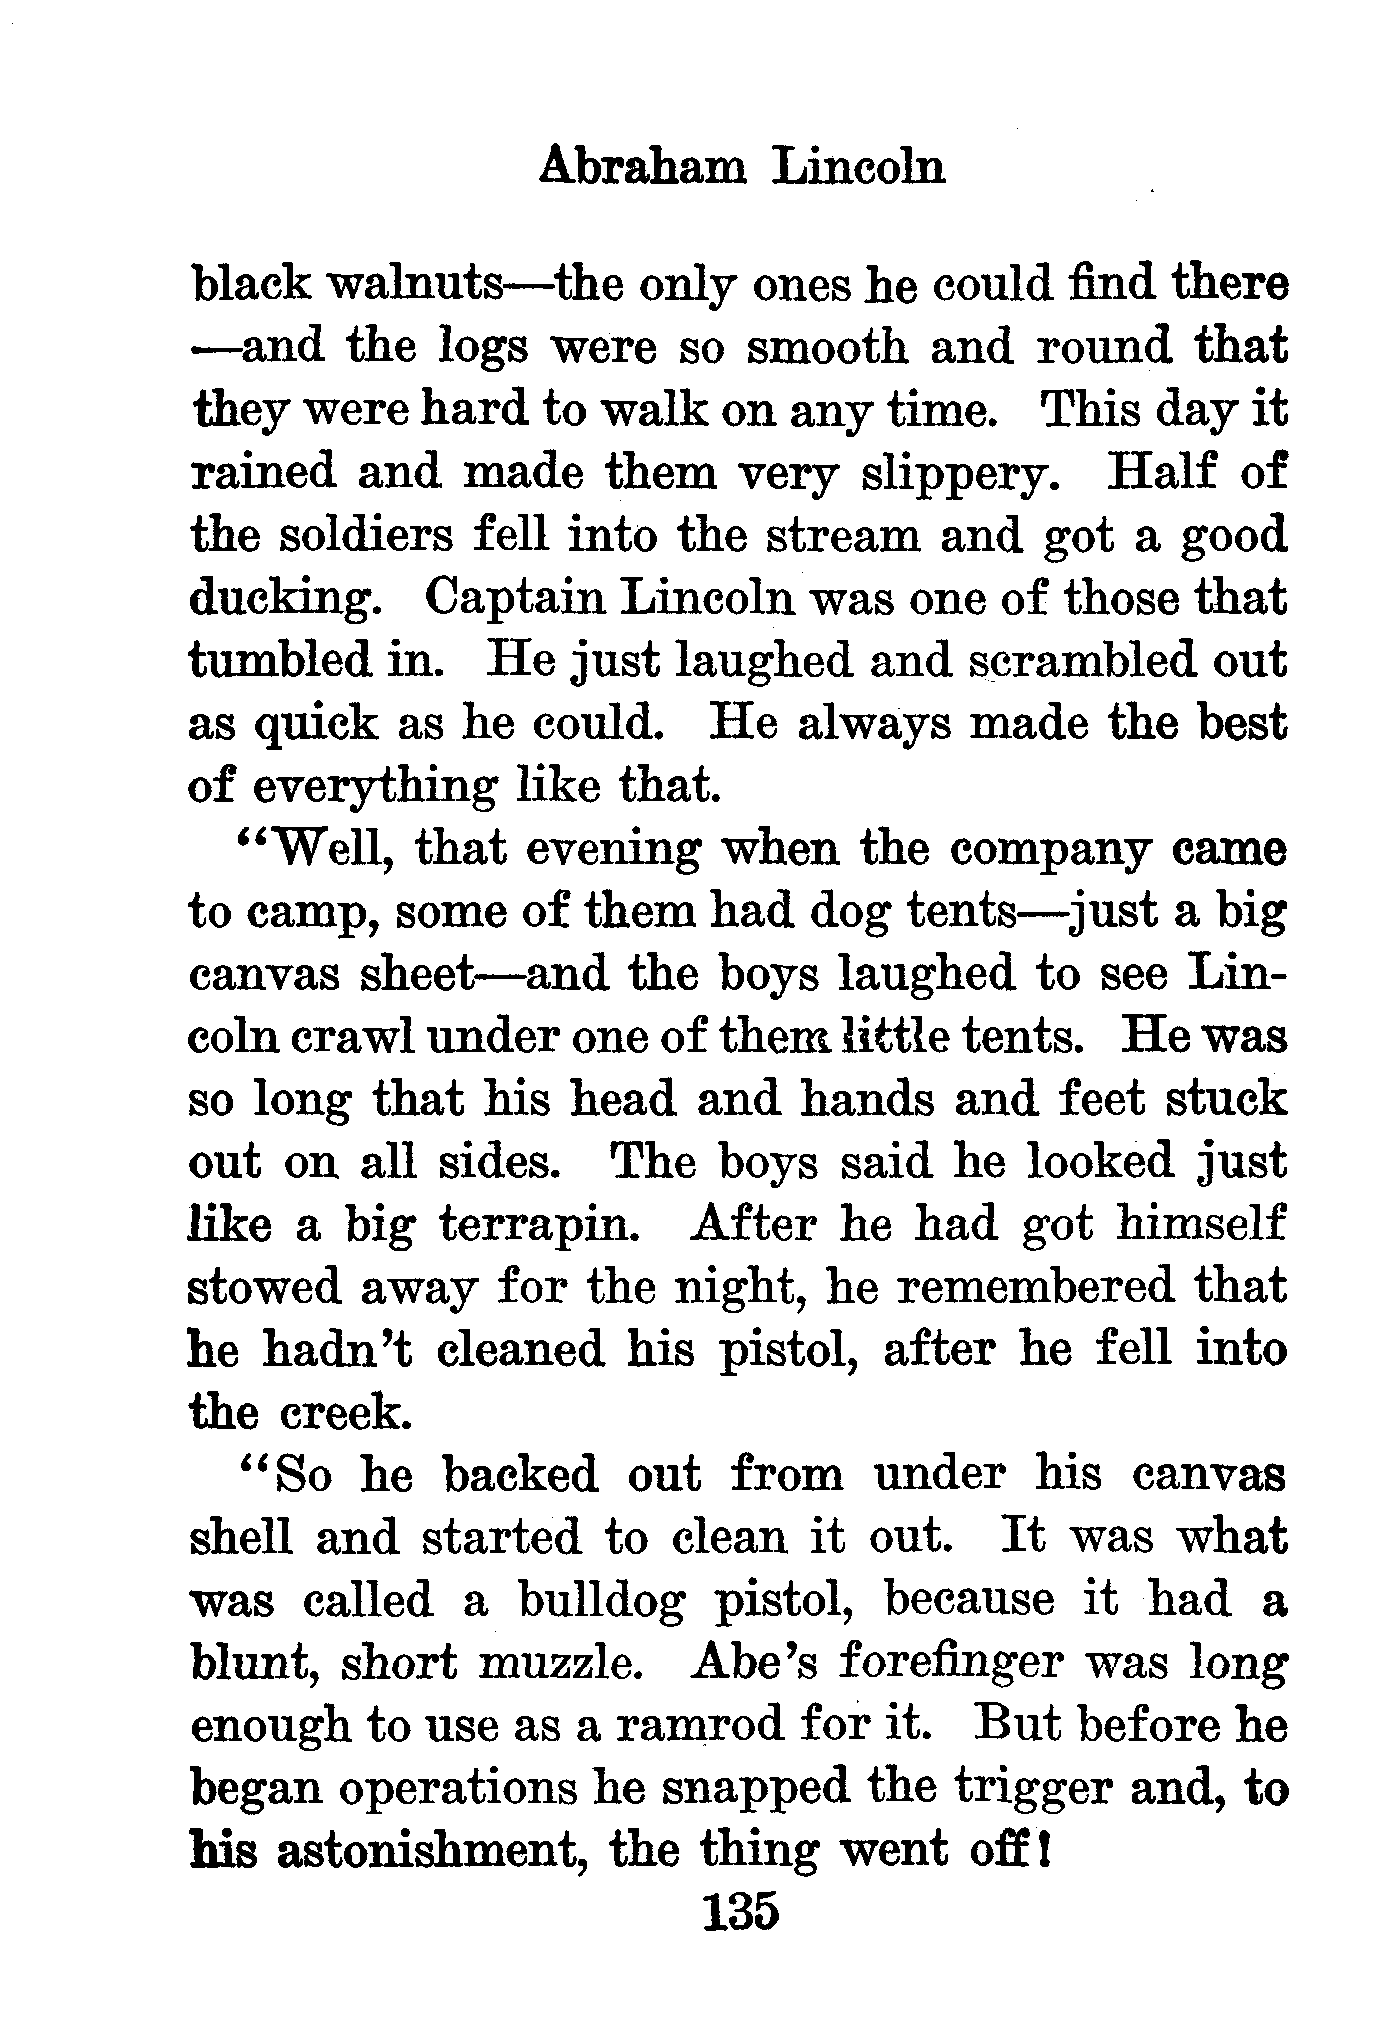 Abraham Lincoln
black walnuts—the only ones he could find there
—and the logs were so smooth and round that
they were hard to walk on any time. This day it
rained and made them very slippery. Half of
the soldiers fell into the stream and got a good
ducking. Captain Lincoln was one of those that
tumbled in. He just laughed and scrambled out
as quick as he could. He always made the best
of everything like that.
“Well, that evening when the company came
to camp, some of them had dog tents—just a big
canvas sheet—and the boys laughed to see Lin-
coln crawl under one of them little tents. He was
so long that his head and hands and feet stuck
out on all sides. The boys said he looked just
like a big terrapin. After he had got himself
stowed away for the night, he remembered that
he hadn’t cleaned his pistol, after he fell into
the creek.
“So he backed out from under his canvas
shell and started to clean it out. It was what
was called a bulldog pistol, because it had a
blunt, short muzzle. Abe’s forefinger was long
enough to use as a ramrod for it. But before he
began operations he snapped the trigger and, to
his astonishment, the thing went off!
135